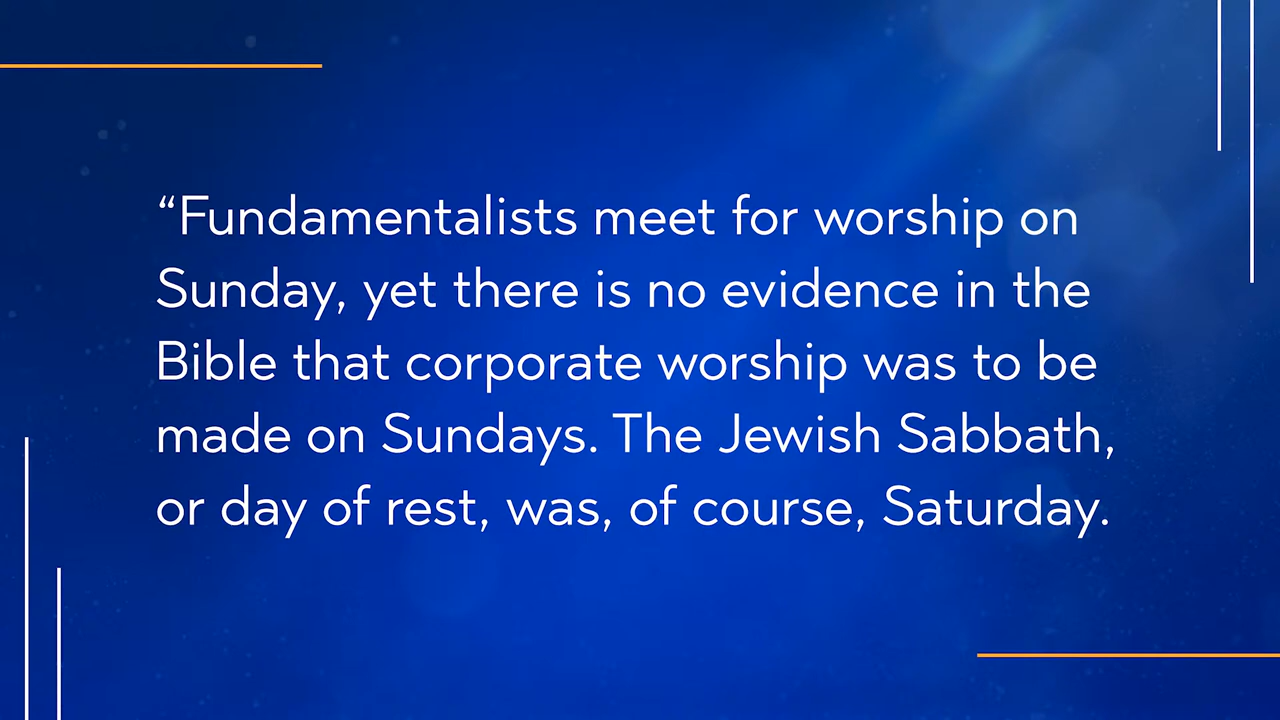 “Fundamentalists meet for worship on
Sunday, yet there is no evidence in the
Bible that corporate worship was to be
made on Sundays. The Jewish Sabbath,
or day of rest, was, of course, Saturday.